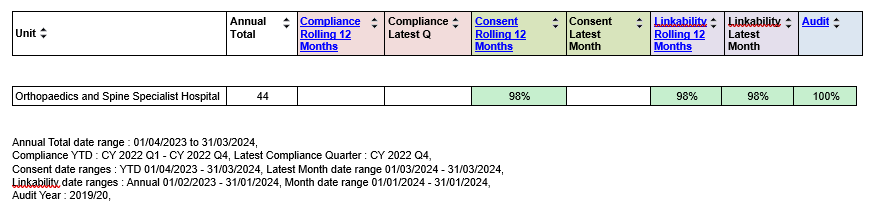 Unit
Annual Total
Compliance Rolling 12 Months
Compliance Latest Q
Consent Rolling 12 Months
Consent Latest Month
Linkability Rolling 12 Months
Linkability Latest Month
Audit
Orthopaedics and Spine Specialist Hospital 44 98% 98% 98% 100%
Annual Total date range : 01/04/2023 to 31/03/2024,
Compliance YTD : CY 2022 Q1 - CY 2022 Q4, Latest Compliance Quarter : CY 2022 Q4,
Consent date ranges : YTD 01/04/2023 - 31/03/2024, Latest Month date range 01/03/2024 - 31/03/2024,
Linkability date ranges : Annual 01/02/2023 - 31/01/2024, Month date range 01/01/2024 - 31/01/2024,
Audit Year : 2019/20,